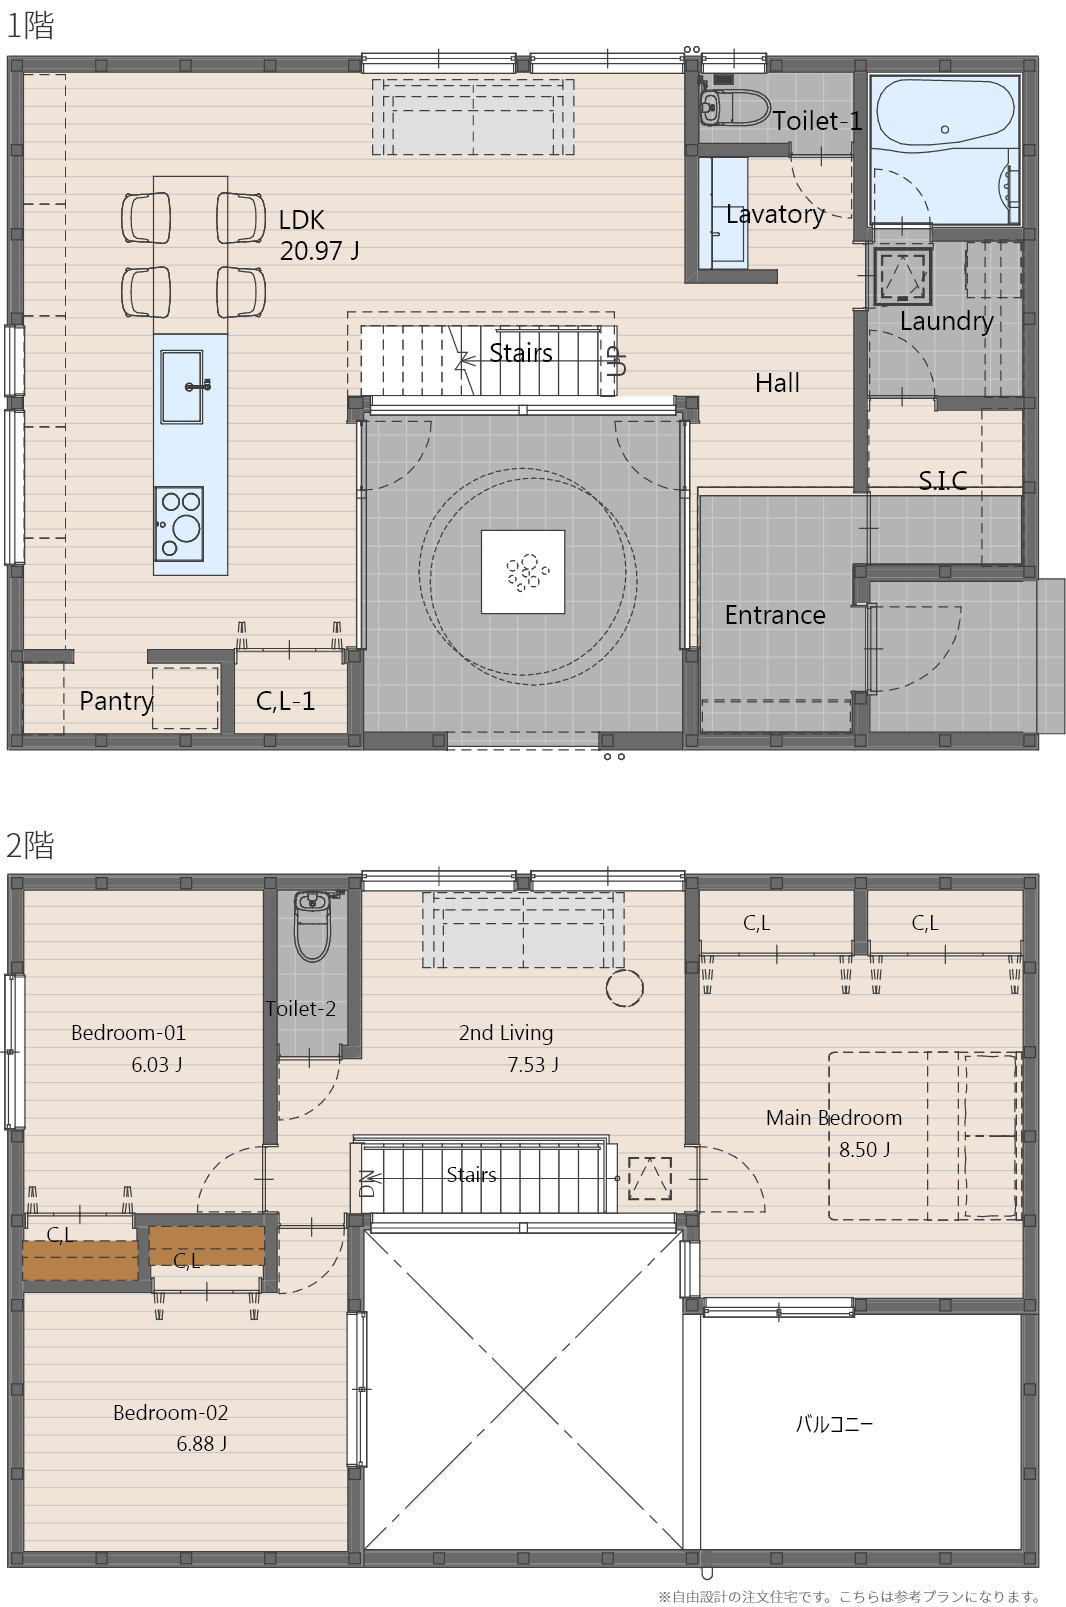 1階
Toilet-1
Lavatory
LDK
20.97 J
Laundry
Stairs
UP
Hall
S.I.C
Entrance
Pantry
C,L-1
2階
C,L
C,L
Toilet-2
Bedroom-01
6.03 J
2nd Living
7.53 J
Main Bedroom
8.50 J
DN
Stairs
C,L
C,L
Bedroom-02
6.88 J
バルコニー
※自由設計の注文住宅です。こちらは参考プランになります。